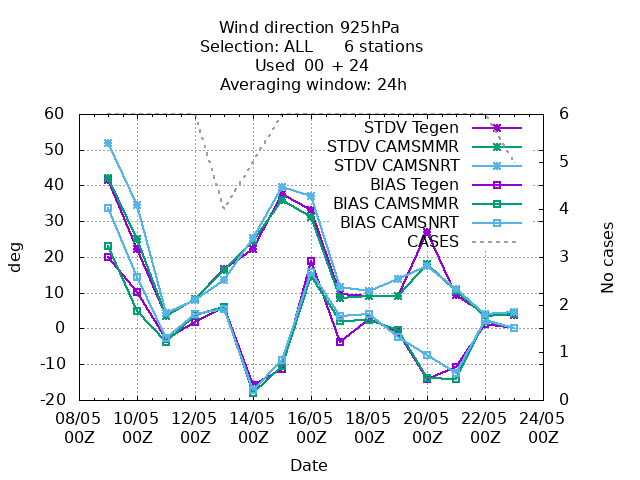 Wind direction 925hPa
Selection: ALL 6 stations
Used 00 + 24
Averaging window: 24h
60
50
40
30
20
10
0
-10
-20
deg
6
5
4
3
2
1
0
No cases
STDV Tegen
STDV CAMSMMR
STDV CAMSNRT
BIAS Tegen
BIAS CAMSMMR
BIAS CAMSNRT
CASES
08/05 10/05 12/05 14/05 16/05 18/05 20/05 22/05 24/05
00Z 00Z 00Z 00Z 00Z 00Z 00Z 00Z 00Z
Date